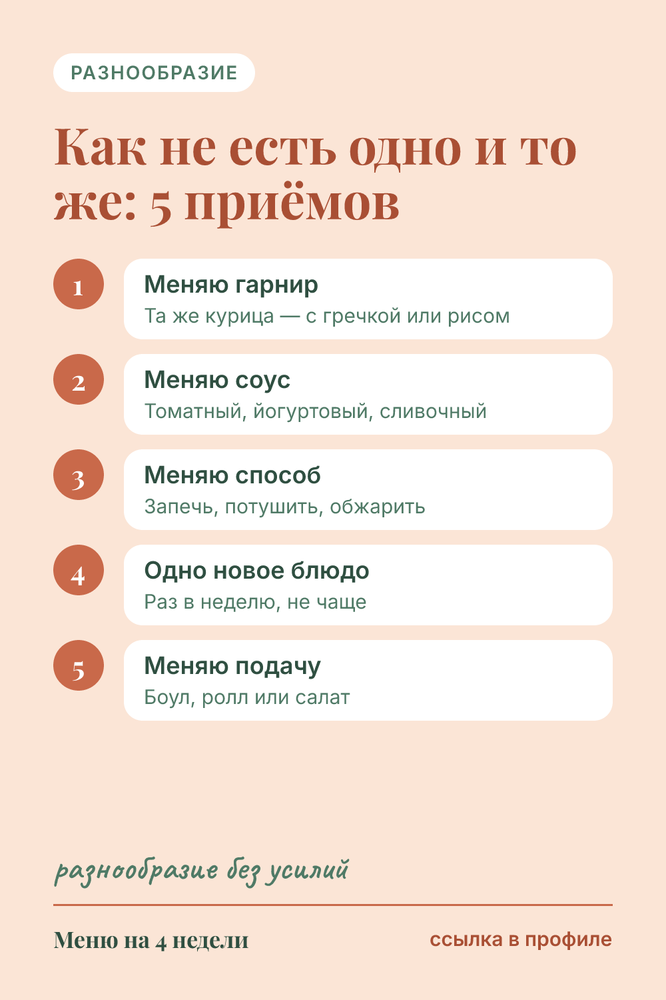 РАЗНООБРАЗИЕ
Как не есть одно и то
же: 5 приёмов
1
Меняю гарнир
Та же курица — с гречкой или рисом
2
Меняю соус
Томатный, йогуртовый, сливочный
3
Меняю способ
Запечь, потушить, обжарить
4
Одно новое блюдо
Раз в неделю, не чаще
5
Меняю подачу
Боул, ролл или салат
разнообразие без усилий
Меню на 4 недели
ссылка в профиле